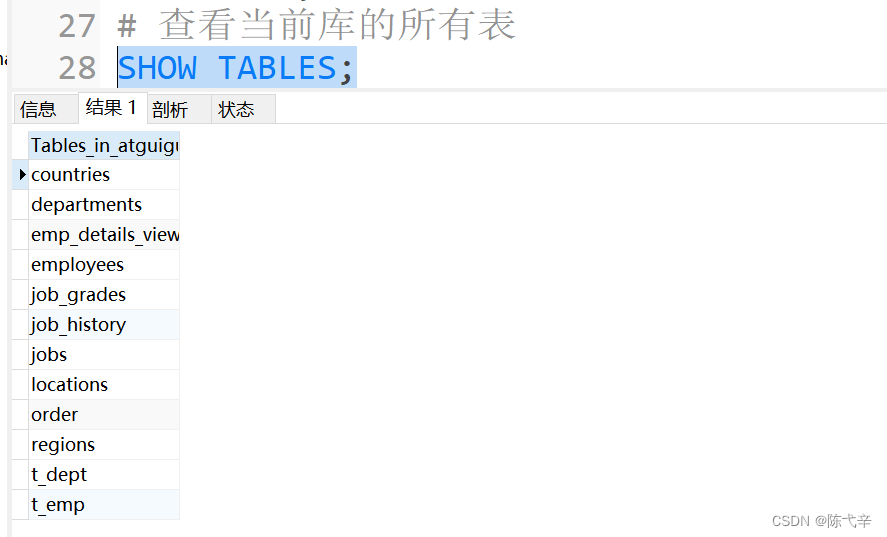 27 # 查看当前库的所有表
28 SHOW TABLES;
信息 结果 1 剖析 状态
Tables_in_atguigu
countries
departments
emp_details_view
employees
job_grades
job_history
jobs
locations
order
regions
t_dept
t_emp
CSDN @陈弋辛